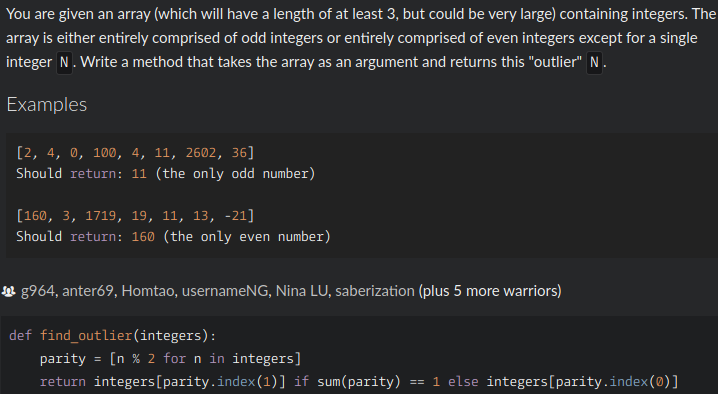 You are given an array (which will have a length of at least 3, but could be very large) containing integers. The
array is either entirely comprised of odd integers or entirely comprised of even integers except for a single
integer N . Write a method that takes the array as an argument and returns this "outlier" N .
Examples
[2, 4, 0, 100, 4, 11, 2602, 36]
Should return: 11 (the only odd number)
[160, 3, 1719, 19, 11, 13, -21]
Should return: 160 (the only even number)
g964, anter69, Homtao, usernameNG, Nina LU, saberization (plus 5 more warriors)
def find_outlier(integers):
    parity = [n % 2 for n in integers]
    return integers[parity.index(1)] if sum(parity) == 1 else integers[parity.index(0)]